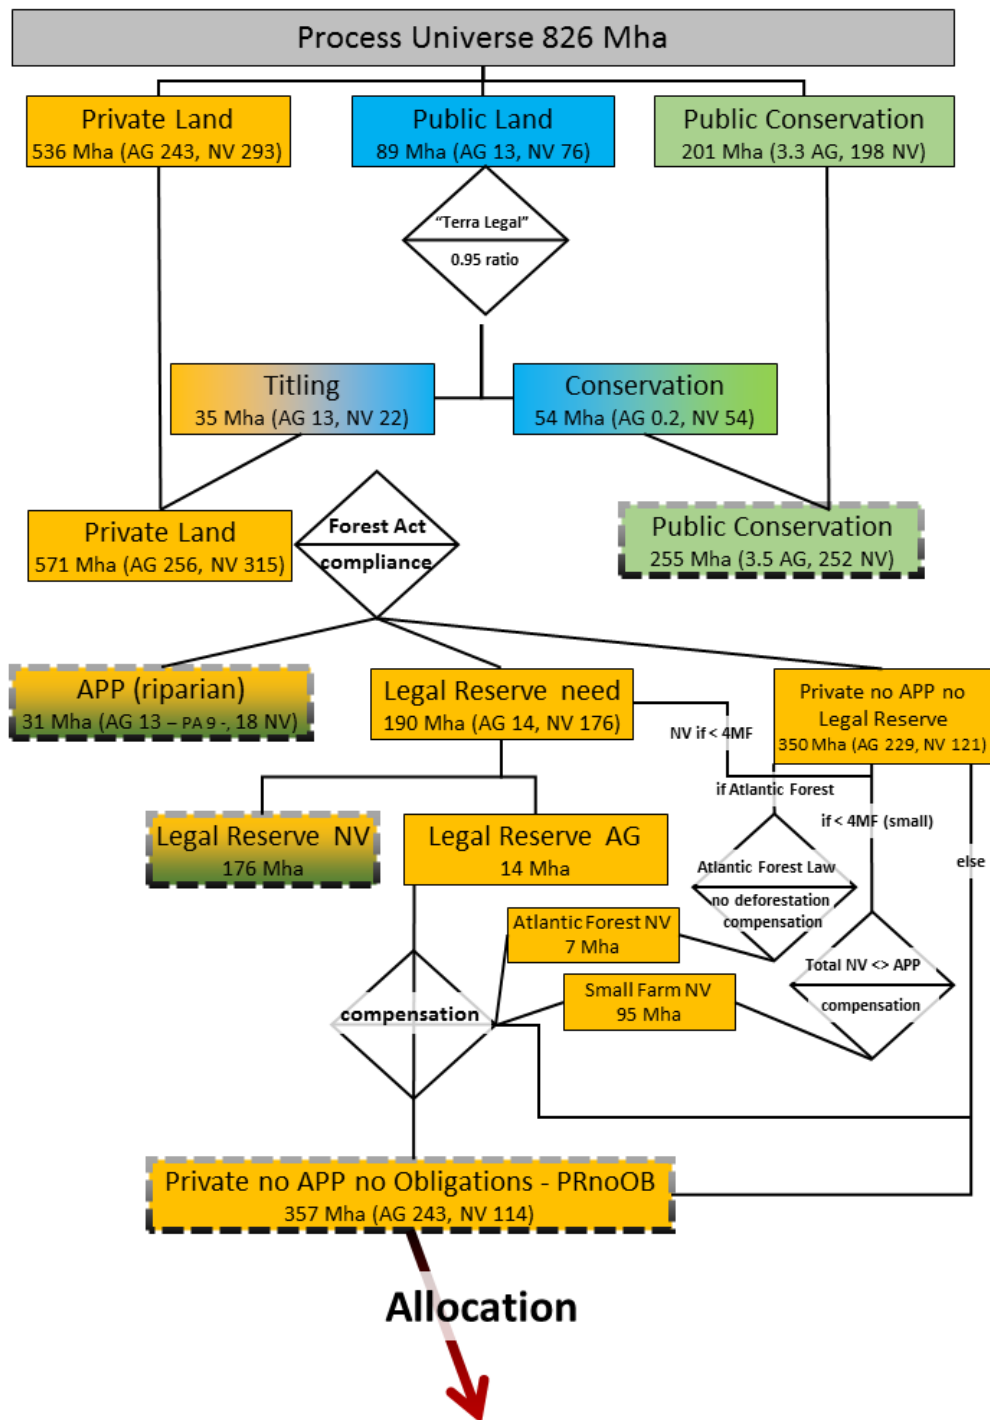 Process Universe 826 Mha
Private Land
536 Mha (AG 243, NV 293)
Public Land
89 Mha (AG 13, NV 76)
Public Conservation
201 Mha (3.3 AG, 198 NV)
“Terra Legal”
0.95 ratio
Titling
35 Mha (AG 13, NV 22)
Conservation
54 Mha (AG 0.2, NV 54)
Private Land
571 Mha (AG 256, NV 315)
Forest Act
compliance
Public Conservation
255 Mha (3.5 AG, 252 NV)
APP (riparian)
31 Mha (AG 13 – PA 9 -, 18 NV)
Legal Reserve need
190 Mha (AG 14, NV 176)
Private no APP no
Legal Reserve
350 Mha (AG 229, NV 121)
NV if < 4MF
if Atlantic Forest
if < 4MF (small)
else
Legal Reserve NV
176 Mha
Legal Reserve AG
14 Mha
Atlantic Forest Law
no deforestation
compensation
Atlantic Forest NV
7 Mha
Total NV <> APP
compensation
Small Farm NV
95 Mha
compensation
Private no APP no Obligations - PRnoOB
357 Mha (AG 243, NV 114)
Allocation